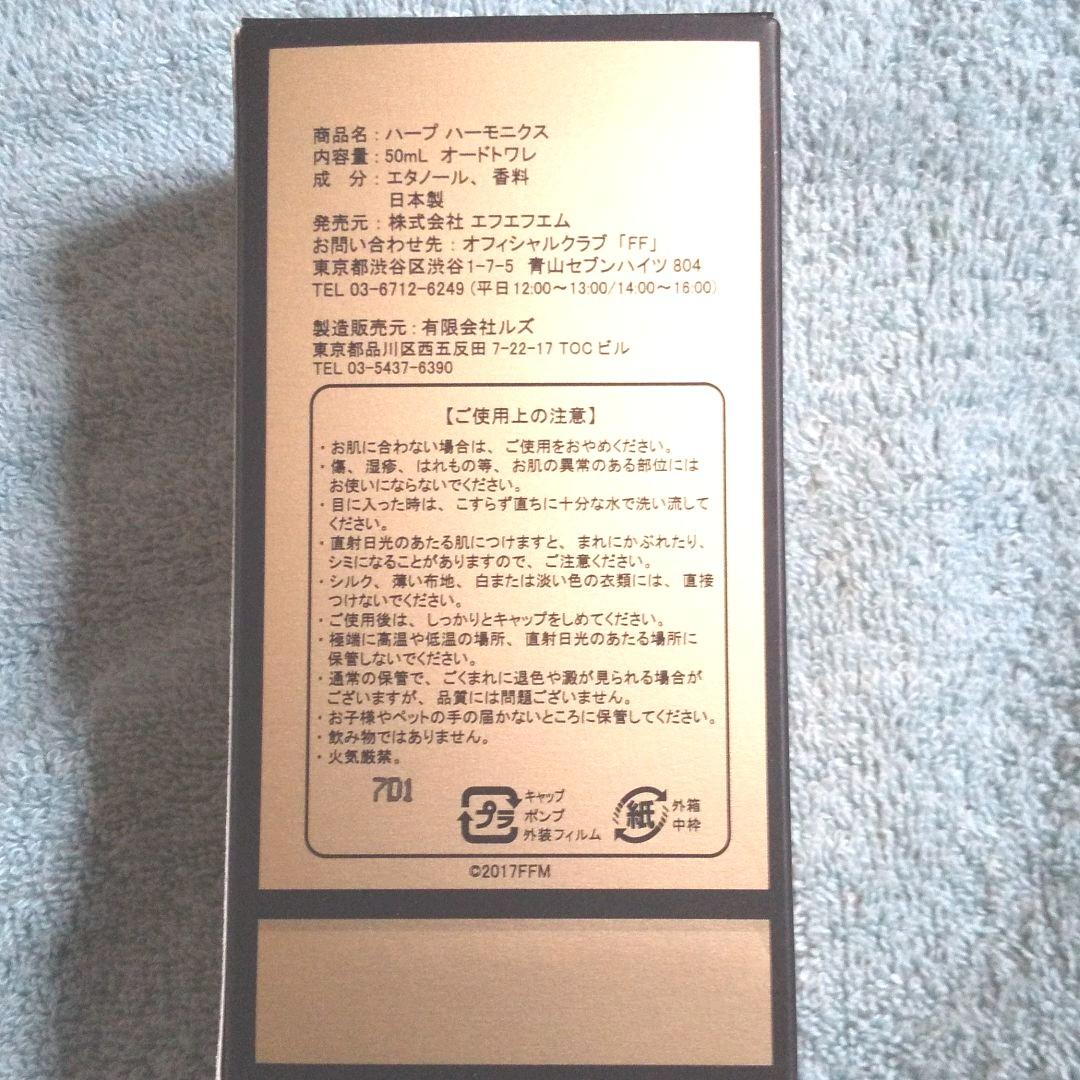 商品名：ハープ ハーモニクス
内容量：50mL オードトワレ
成　分：エタノール、香料
日本製
発売元：株式会社 エフエフエム
お問い合わせ先：オフィシャルクラブ「FF」
東京都渋谷区渋谷1-7-5 青山セブンハイツ 804
TEL 03-6712-6249（平日12:00～13:00/14:00～16:00）
製造販売元：有限会社ルズ
東京都品川区西五反田 7-22-17 TOCビル
TEL 03-5437-6390
【ご使用上の注意】
・お肌に合わない場合は、ご使用をおやめください。
・傷、湿疹、はれもの等、お肌の異常のある部位には
お使いにならないでください。
・目に入った時は、こすらず直ちに十分な水で洗い流して
ください。
・直射日光のあたる肌につけますと、まれにかぶれたり、
シミになることがありますので、ご注意ください。
・シルク、薄い布地、白または淡い色の衣類には、直接
つけないでください。
・ご使用後は、しっかりとキャップをしめてください。
・極端に高温や低温の場所、直射日光のあたる場所に
保管しないでください。
・通常の保管で、ごくまれに退色や澱が見られる場合が
ございますが、品質には問題ございません。
・お子様やペットの手の届かないところに保管してください。
・飲み物ではありません。
・火気厳禁。
7D1
プラ
キャップ
ポンプ
外装フィルム
紙
外箱
中枠
©2017FFM